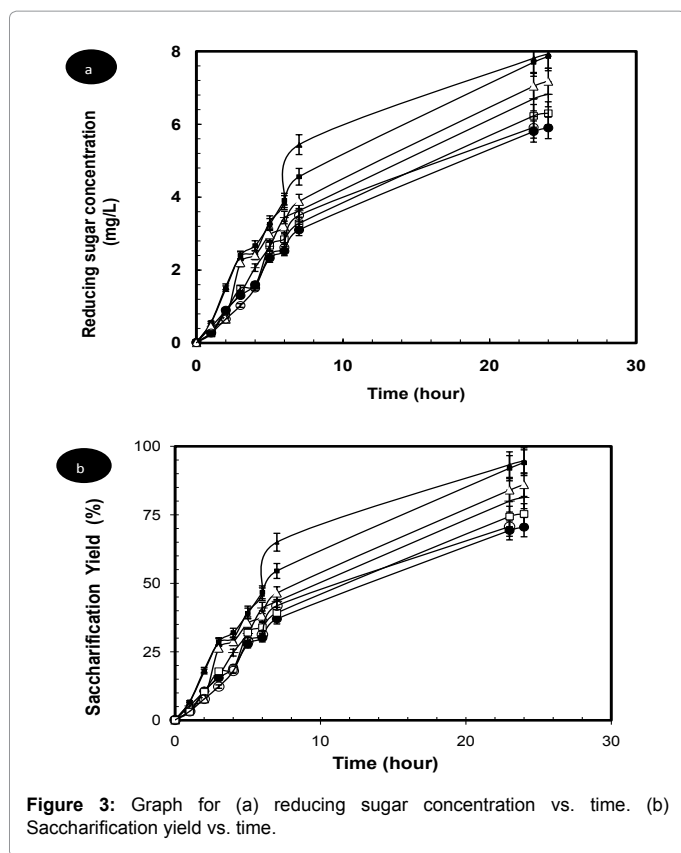 a
8
6
4
2
0
Reducing sugar concentration
(mg/L)
0 10 20 30
Time (hour)
b
100
75
50
25
0
Saccharification Yield (%)
0 10 20 30
Time (hour)
Figure 3: Graph for (a) reducing sugar concentration vs. time. (b)
Saccharification yield vs. time.